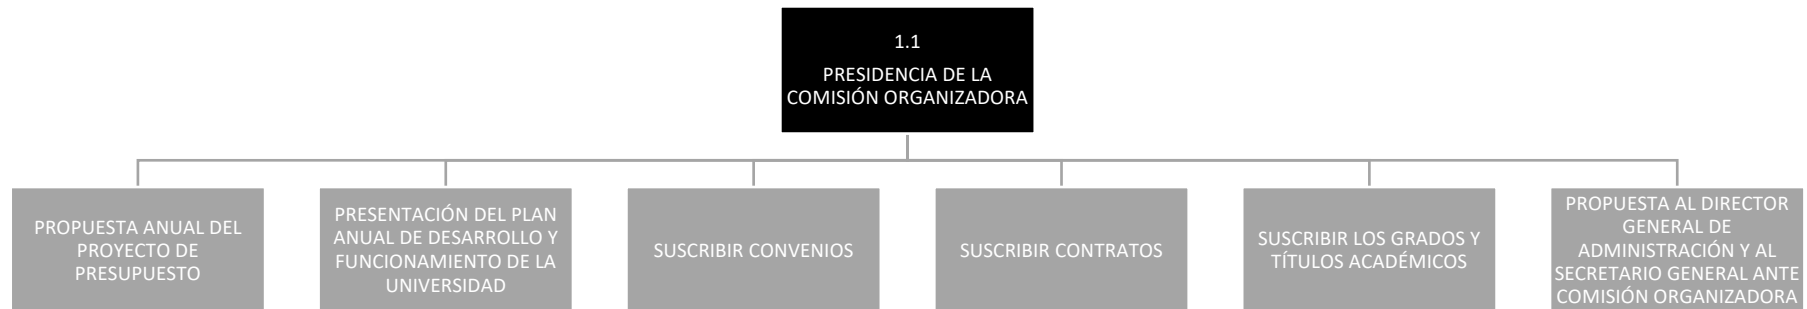 1.1
PRESIDENCIA DE LA
COMISIÓN ORGANIZADORA
PROPUESTA ANUAL DEL
PROYECTO DE
PRESUPUESTO
PRESENTACIÓN DEL PLAN
ANUAL DE DESARROLLO Y
FUNCIONAMIENTO DE LA
UNIVERSIDAD
SUSCRIBIR CONVENIOS
SUSCRIBIR CONTRATOS
SUSCRIBIR LOS GRADOS Y
TÍTULOS ACADÉMICOS
PROPUESTA AL DIRECTOR
GENERAL DE
ADMINISTRACIÓN Y AL
SECRETARIO GENERAL ANTE
COMISIÓN ORGANIZADORA